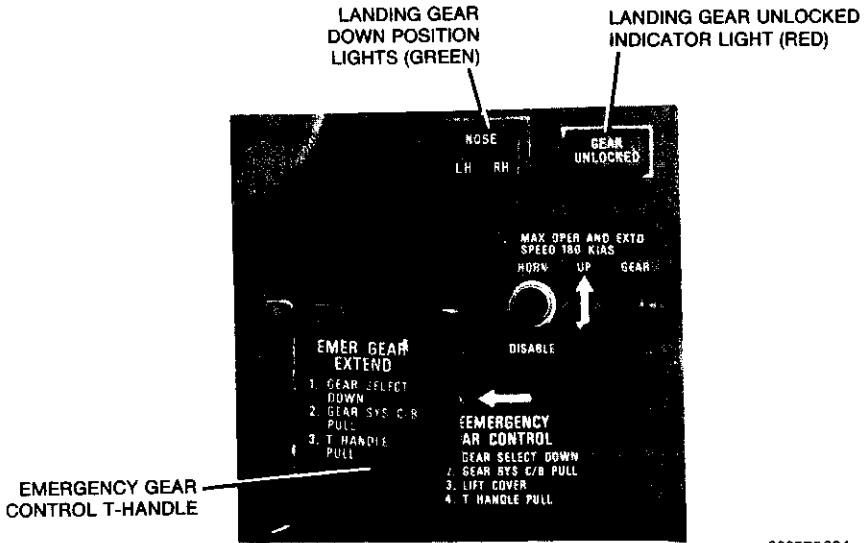 LANDING GEAR
DOWN POSITION
LIGHTS (GREEN)
LANDING GEAR UNLOCKED
INDICATOR LIGHT (RED)
NOSE
LH RH
GEAR
UNLOCKED
MAX OPER AND EXTD
SPEED 180 KIAS
HORN UP GEAR
DISABLE
EMER GEAR
EXTEND
1. GEAR SELECT
DOWN
2. GEAR SYS C-B
PULL
3. T HANDLE
PULL
EMERGENCY
AR CONTROL
GEAR SELECT DOWN
2. GEAR SYS C/B PULL
3. LIFT COVER
4. T HANDLE PULL
EMERGENCY GEAR
CONTROL T-HANDLE